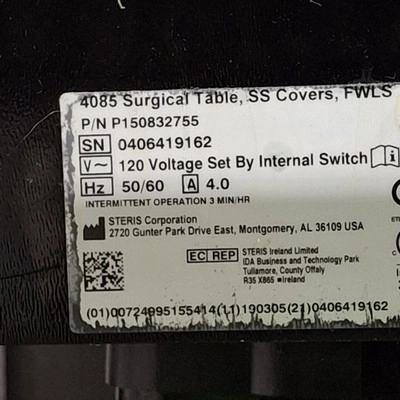 4085 Surgical Table, SS Covers, FWLS
P/N P150832755
SN 0406419162
V~ 120 Voltage Set By Internal Switch
Hz 50/60 A 4.0
INTERMITTENT OPERATION 3 MIN/HR
STERIS Corporation
2720 Gunter Park Drive East, Montgomery, AL 36109 USA
EC REP STERIS Ireland Limited
IDA Business and Technology Park
Tullamore, County Offaly
R35 X865 Ireland
(01)00724995155414(11)190305(21)0406419162